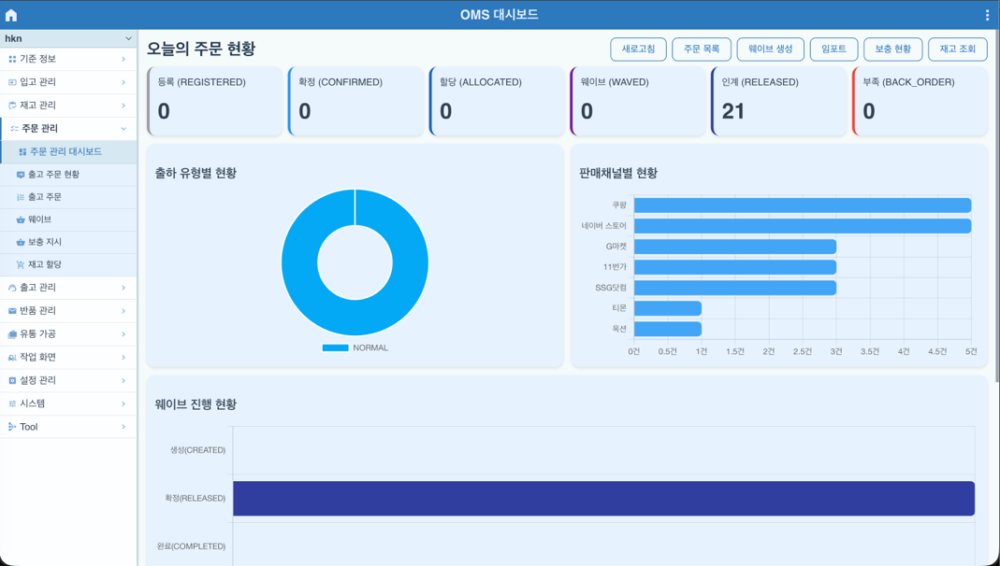 OMS 대시보드
hkn
기준 정보
입고 관리
재고 관리
주문 관리
주문 관리 대시보드
출고 주문 현황
출고 주문
웨이브
보충 지시
재고 할당
출고 관리
반품 관리
유통 가공
작업 화면
설정 관리
시스템
Tool
오늘의 주문 현황
새로고침
주문 목록
웨이브 생성
임포트
보충 현황
재고 조회
등록 (REGISTERED)
0
확정 (CONFIRMED)
0
할당 (ALLOCATED)
0
웨이브 (WAVED)
0
인계 (RELEASED)
21
부족 (BACK_ORDER)
0
출하 유형별 현황
NORMAL
판매채널별 현황
쿠팡
네이버 스토어
G마켓
11번가
SSG닷컴
티몬
옥션
0건 0.5건 1건 1.5건 2건 2.5건 3건 3.5건 4건 4.5건 5건
웨이브 진행 현황
생성(CREATED)
확정(RELEASED)
완료(COMPLETED)